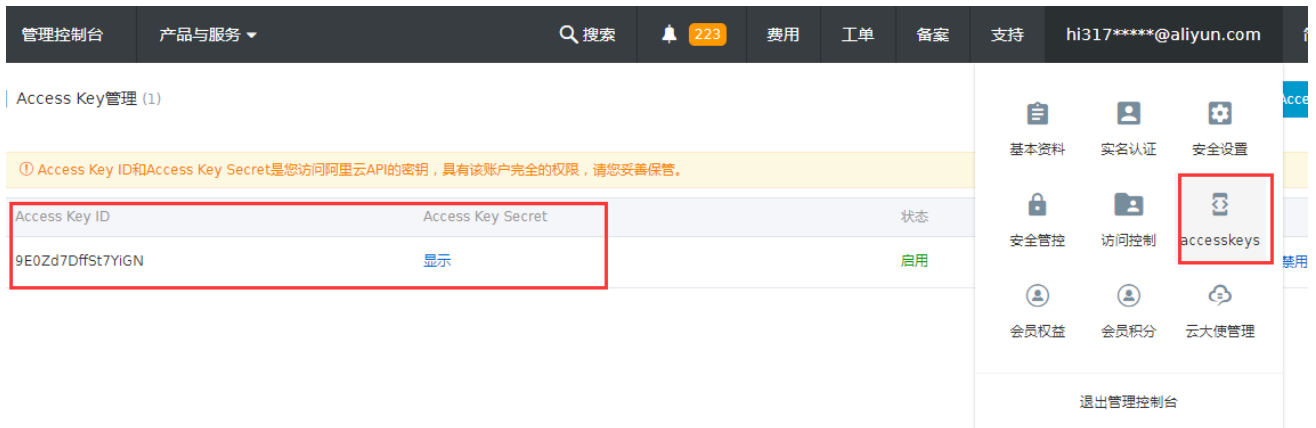 管理控制台 产品与服务 搜索 223 费用 工单 备案 支持 hi317*****@aliyun.com
Access Key管理 (1)
基本资料 实名认证 安全设置
Access Key ID和Access Key Secret是您访问阿里云API的密钥，具有该账户完全的权限，请您妥善保管。
Access Key ID Access Key Secret 状态
安全管控 访问控制 accesskeys
9E0Zd7DffSt7YiGN 显示 启用 禁用
会员权益 会员积分 云大使管理
退出管理控制台